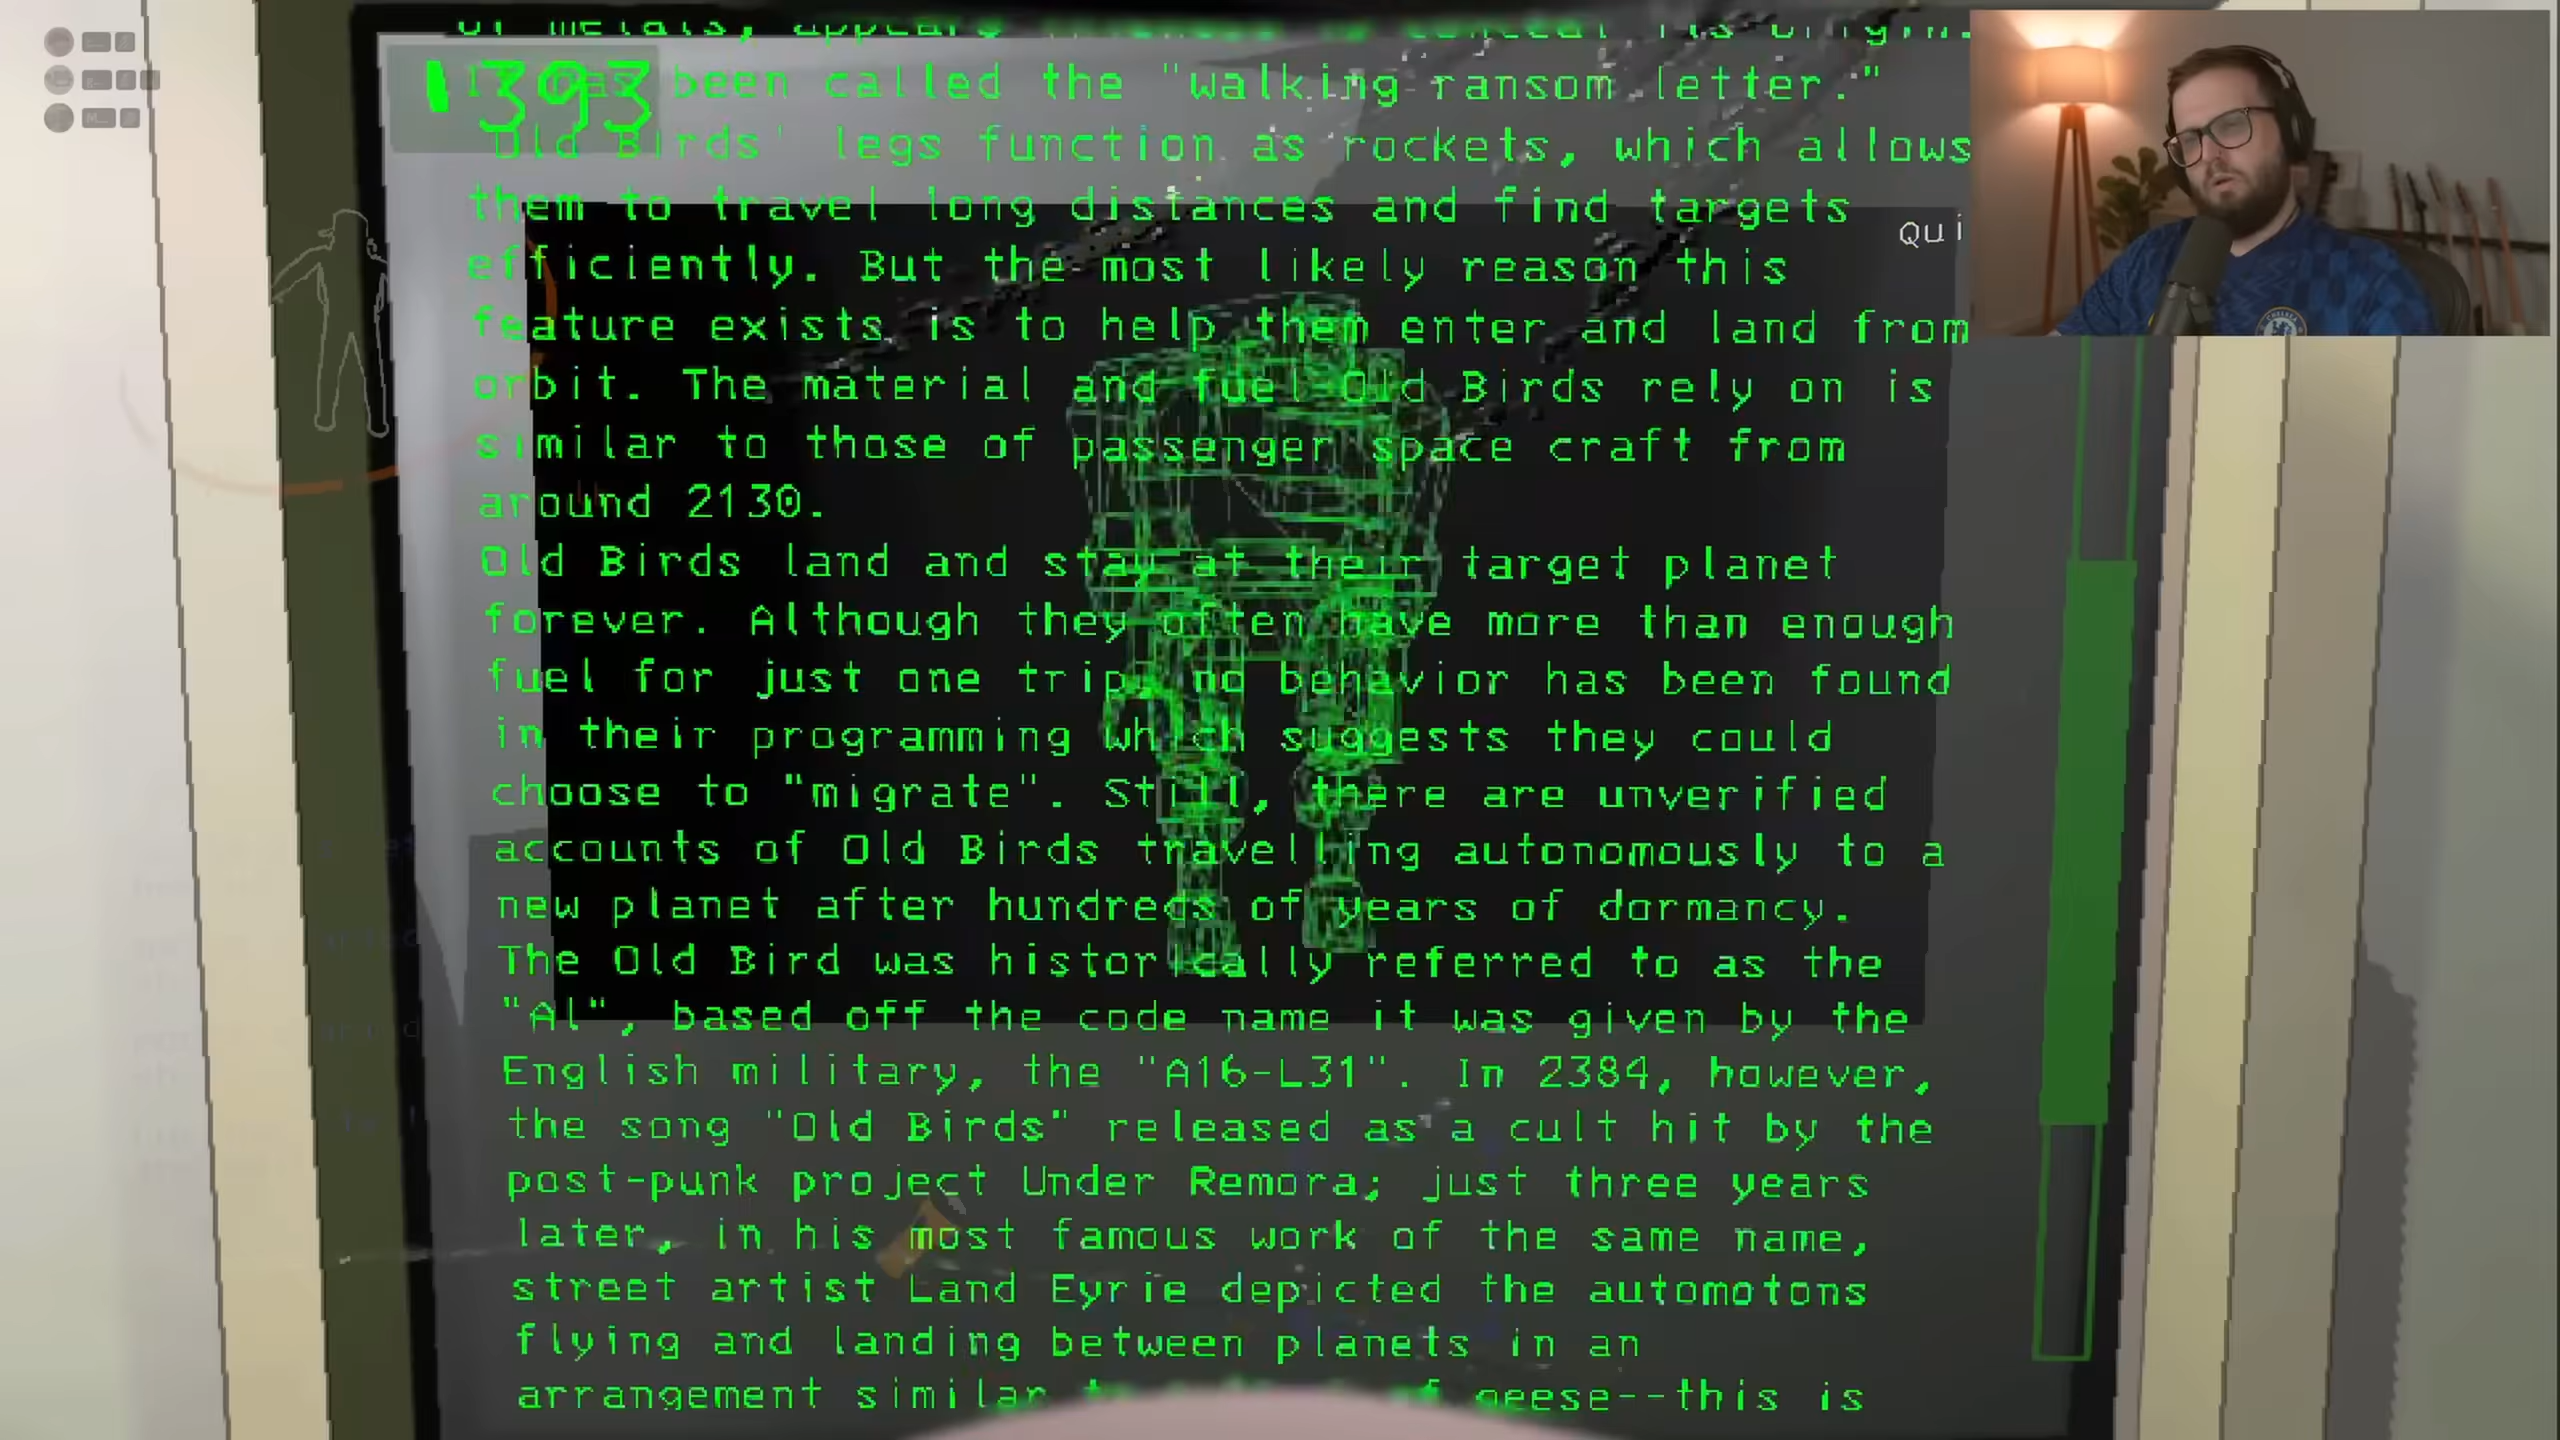 of metals, appears to conceal its origin.
393
been called the "walking ransom letter."
Old Birds' legs function as rockets, which allows
them to travel long distances and find targets
Qui
efficiently. But the most likely reason this
feature exists is to help them enter and land from
orbit. The material and fuel Old Birds rely on is
similar to those of passenger space craft from
around 2130.
Old Birds land and stay at their target planet
forever. Although they often have more than enough
fuel for just one trip, no behavior has been found
in their programming which suggests they could
choose to "migrate". Still, there are unverified
accounts of Old Birds travelling autonomously to a
new planet after hundreds of years of dormancy.
The Old Bird was historically referred to as the
"Al", based off the code name it was given by the
English military, the "A16-L31". In 2384, however,
the song "Old Birds" released as a cult hit by the
post-punk project Under Remora; just three years
later, in his most famous work of the same name,
street artist Land Eyrie depicted the automotons
flying and landing between planets in an
arrangement similar of geese--this is